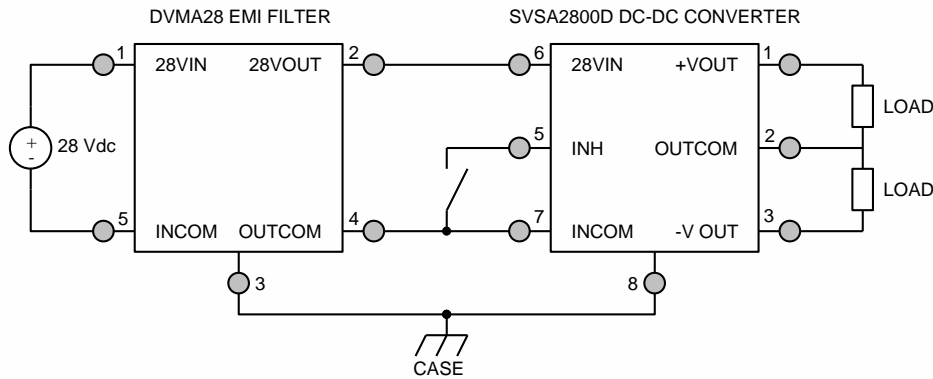 DVMA28 EMI FILTER
SVSA2800D DC-DC CONVERTER
1
28VIN
28VOUT
2
6
28VIN
+VOUT
1
LOAD
+
-
28 Vdc
5
INH
OUTCOM
2
LOAD
5
INCOM
OUTCOM
4
7
INCOM
-V OUT
3
3
8
CASE